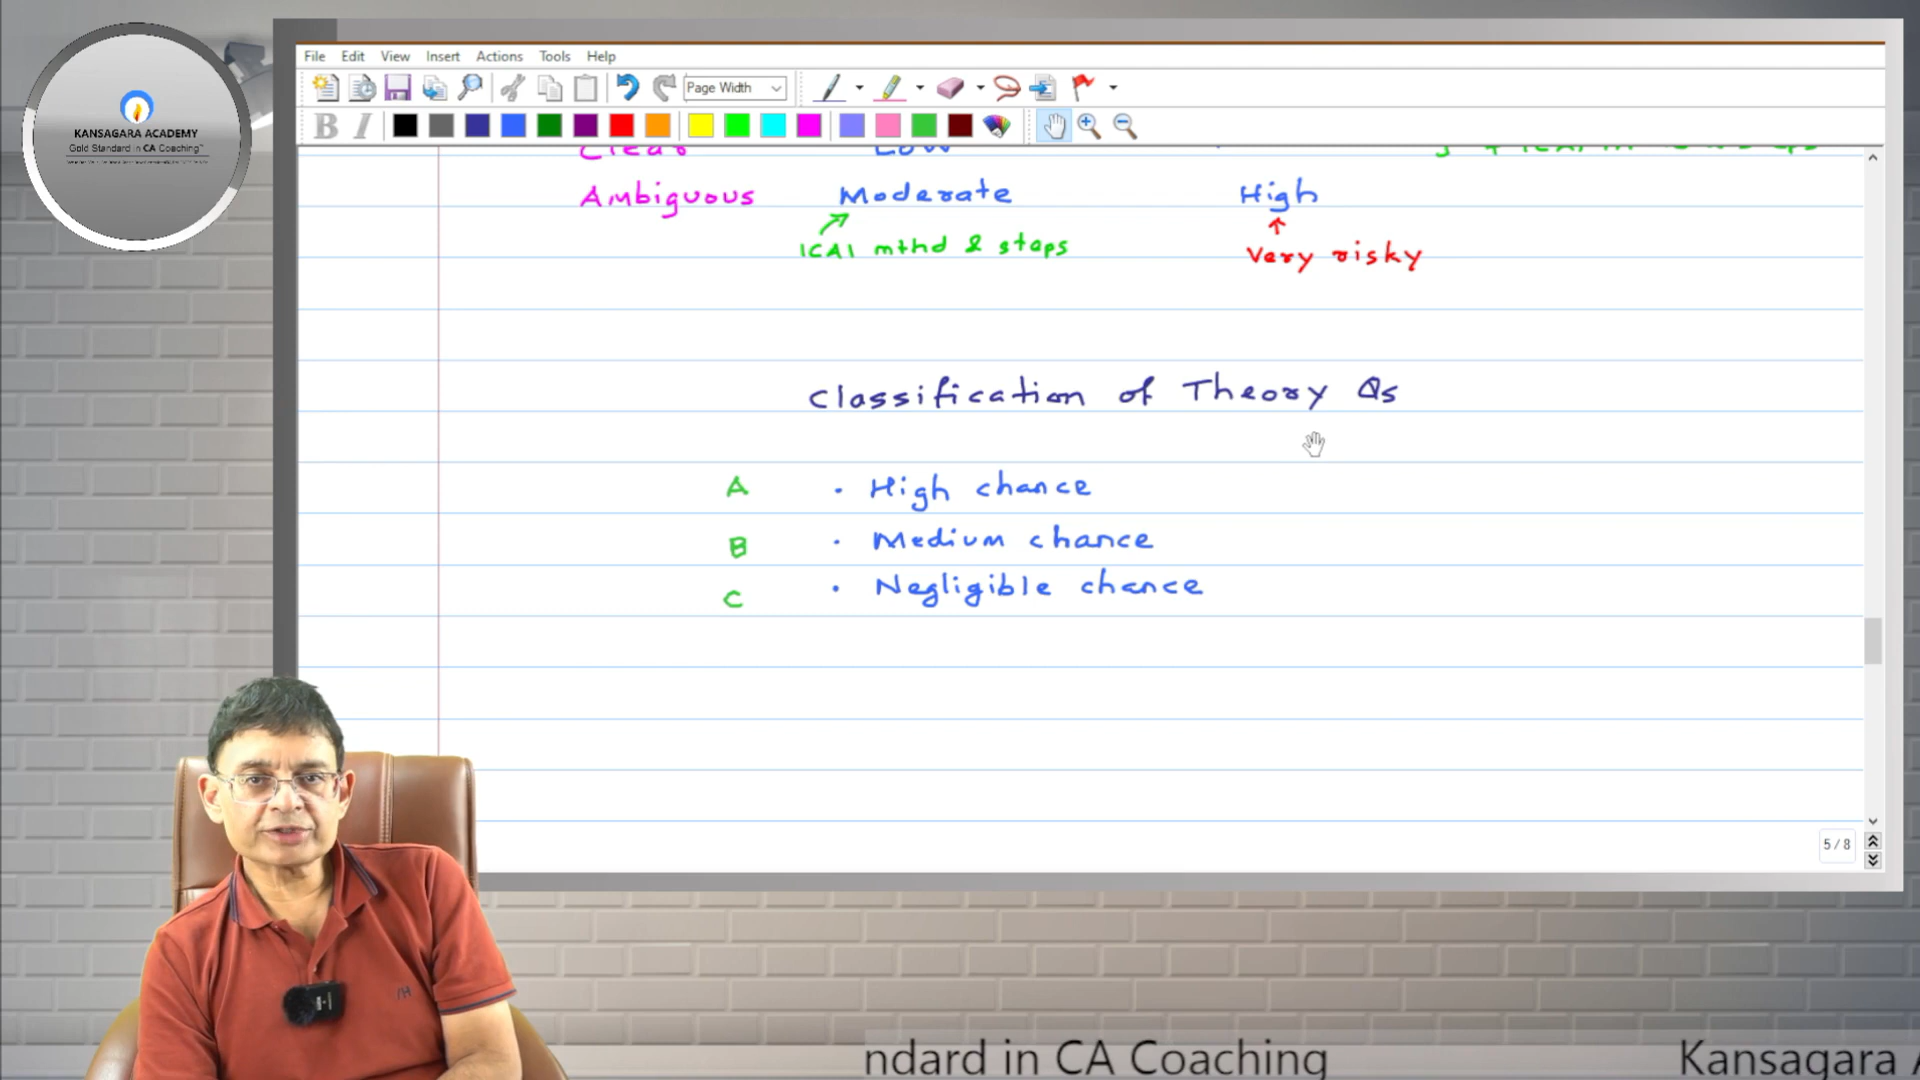 KANSAGARA ACADEMY
Gold Standard in CA Coaching
File Edit View Insert Actions Tools Help
Page Width
B I
Clear Low
Ambiguous Moderate High
ICAI mthd & steps Very risky
Classification of Theory Qs
A · High chance
B · Medium chance
C · Negligible chance
5 / 8
ndard in CA Coaching Kansagara A